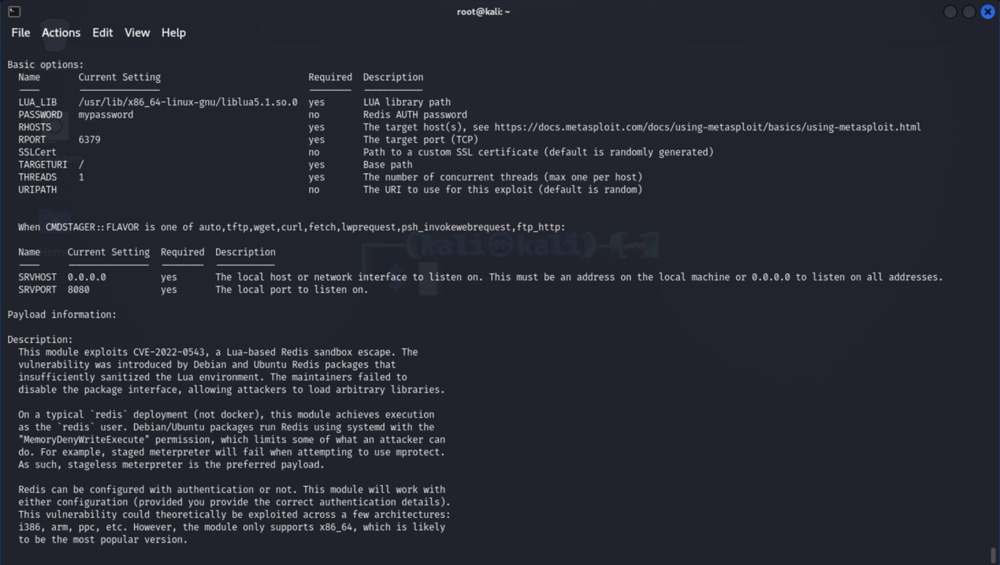 root@kali: ~
File Actions Edit View Help
Basic options:
Name Current Setting Required Description
LUA_LIB /usr/lib/x86_64-linux-gnu/liblua5.1.so.0 yes LUA library path
PASSWORD mypassword no Redis AUTH password
RHOSTS yes The target host(s), see https://docs.metasploit.com/docs/using-metasploit/basics/using-metasploit.html
RPORT 6379 yes The target port (TCP)
SSLCert no Path to a custom SSL certificate (default is randomly generated)
TARGETURI / yes Base path
THREADS 1 yes The number of concurrent threads (max one per host)
URIPATH no The URI to use for this exploit (default is random)
When CMDSTAGER::FLAVOR is one of auto,tftp,wget,curl,fetch,lwprequest,psh_invokewebrequest,ftp_http:
(kali㉿kali)-[~]
Name Current Setting Required Description
Home
SRVHOST 0.0.0.0 yes The local host or network interface to listen on. This must be an address on the local machine or 0.0.0.0 to listen on all addresses.
SRVPORT 8080 yes The local port to listen on.
Payload information:
Description:
This module exploits CVE-2022-0543, a Lua-based Redis sandbox escape. The
vulnerability was introduced by Debian and Ubuntu Redis packages that
insufficiently sanitized the Lua environment. The maintainers failed to
disable the package interface, allowing attackers to load arbitrary libraries.
On a typical `redis` deployment (not docker), this module achieves execution
as the `redis` user. Debian/Ubuntu packages run Redis using systemd with the
"MemoryDenyWriteExecute" permission, which limits some of what an attacker can
do. For example, staged meterpreter will fail when attempting to use mprotect.
As such, stageless meterpreter is the preferred payload.
Redis can be configured with authentication or not. This module will work with
either configuration (provided you provide the correct authentication details).
This vulnerability could theoretically be exploited across a few architectures:
i386, arm, ppc, etc. However, the module only supports x86_64, which is likely
to be the most popular version.